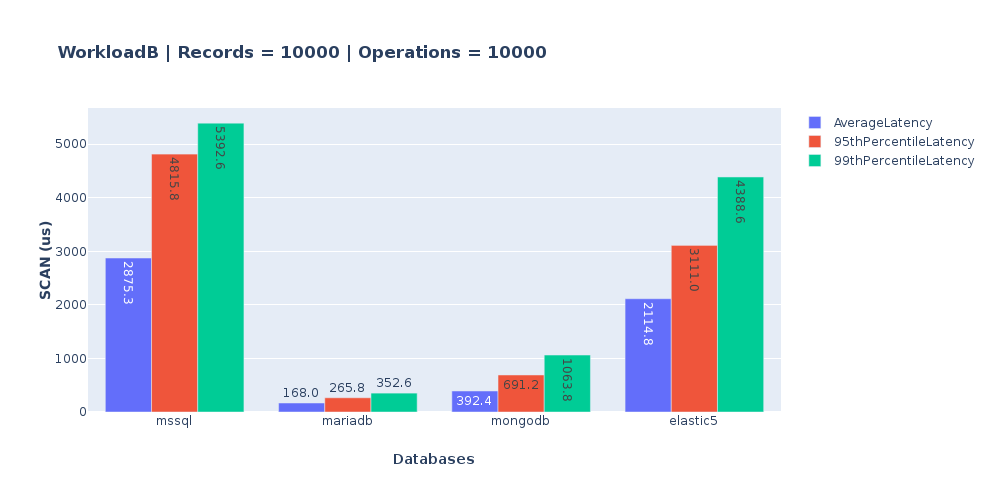 WorkloadB | Records = 10000 | Operations = 10000
AverageLatency
95thPercentileLatency
99thPercentileLatency
SCAN (us)
5000
4000
3000
2000
1000
0
2875.3
4815.8
5392.6
168.0
265.8
352.6
392.4
691.2
1063.8
2114.8
3111.0
4388.6
mssql
mariadb
mongodb
elastic5
Databases